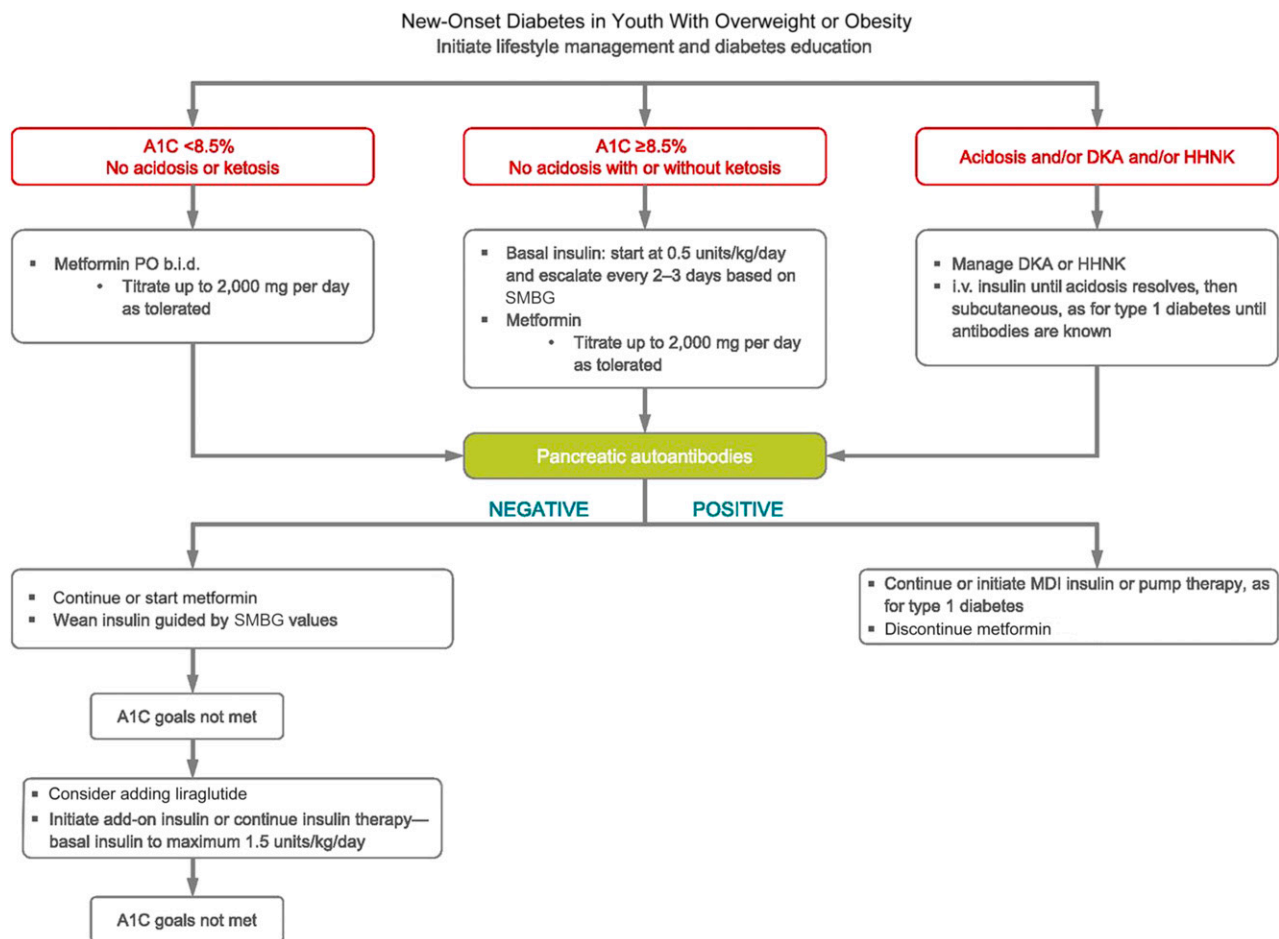 New-Onset Diabetes in Youth With Overweight or Obesity
Initiate lifestyle management and diabetes education
A1C <8.5%
No acidosis or ketosis
A1C ≥8.5%
No acidosis with or without ketosis
Acidosis and/or DKA and/or HHNK
▪ Metformin PO b.i.d.
• Titrate up to 2,000 mg per day
as tolerated
▪ Basal insulin: start at 0.5 units/kg/day
and escalate every 2–3 days based on
SMBG
▪ Metformin
• Titrate up to 2,000 mg per day
as tolerated
▪ Manage DKA or HHNK
▪ i.v. insulin until acidosis resolves, then
subcutaneous, as for type 1 diabetes until
antibodies are known
Pancreatic autoantibodies
NEGATIVE
POSITIVE
▪ Continue or start metformin
▪ Wean insulin guided by SMBG values
▪ Continue or initiate MDI insulin or pump therapy, as
for type 1 diabetes
▪ Discontinue metformin
A1C goals not met
▪ Consider adding liraglutide
▪ Initiate add-on insulin or continue insulin therapy—
basal insulin to maximum 1.5 units/kg/day
A1C goals not met